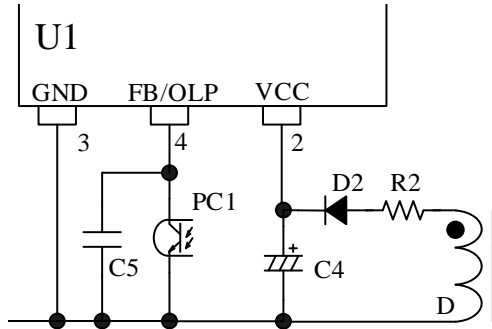 U1
GND FB/OLP VCC
3 4 2
D2 R2
PC1
+
C5 C4
D